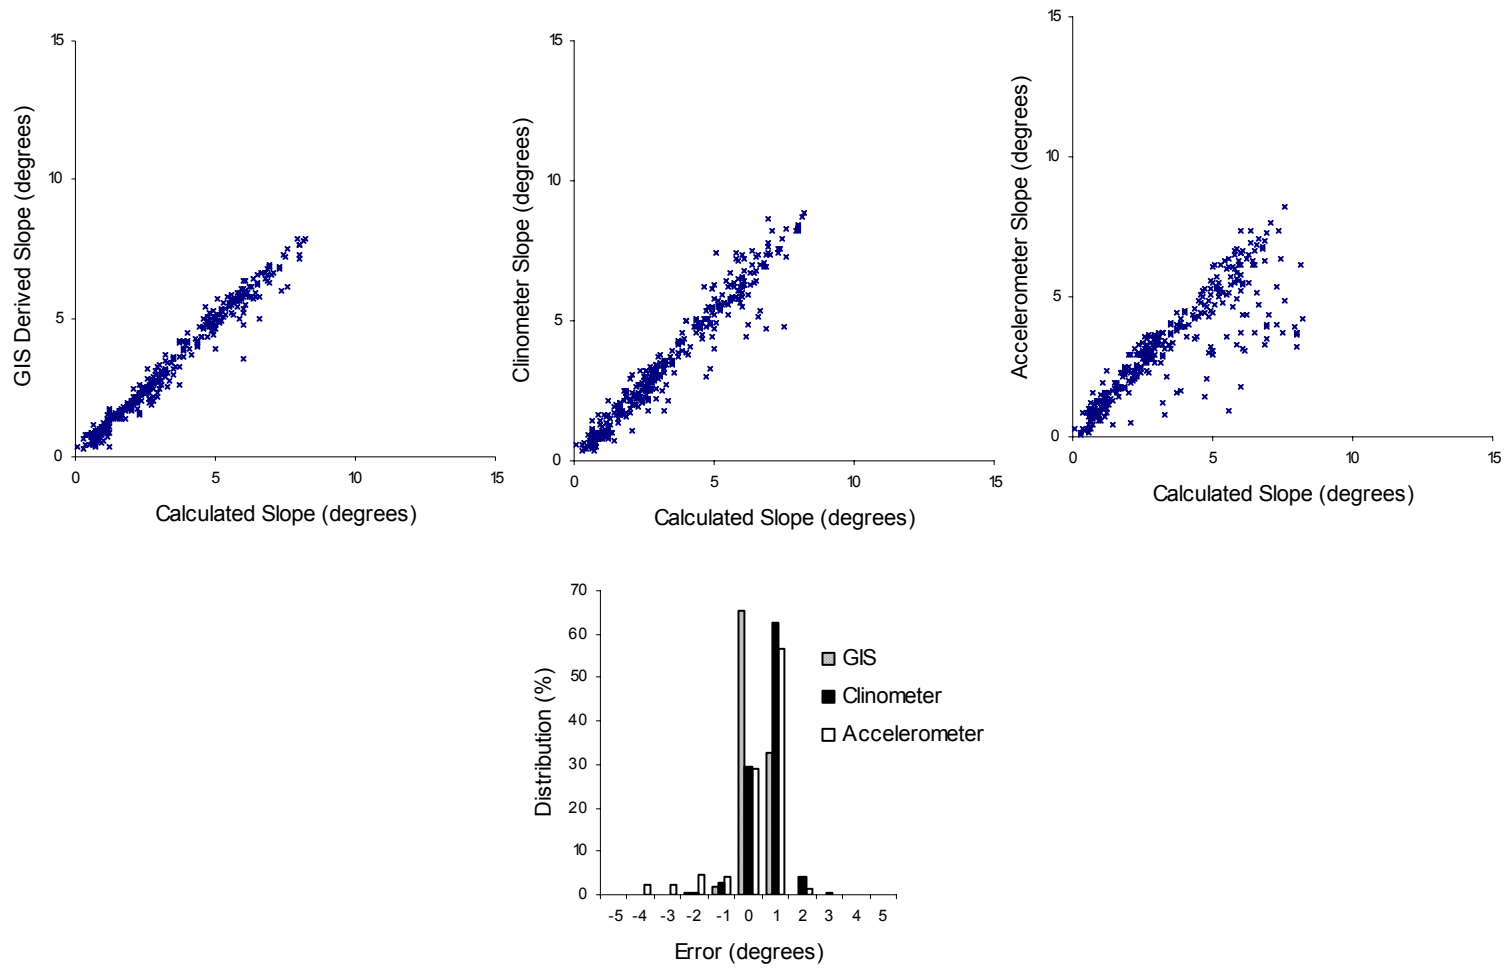 15
10
5
0
GIS Derived Slope (degrees)
0 5 10 15
Calculated Slope (degrees)
15
10
5
0
Clinometer Slope (degrees)
0 5 10 15
Calculated Slope (degrees)
15
10
5
0
Accelerometer Slope (degrees)
0 5 10 15
Calculated Slope (degrees)
70
60
50
40
30
20
10
0
Distribution (%)
GIS
Clinometer
Accelerometer
-5 -4 -3 -2 -1 0 1 2 3 4 5
Error (degrees)